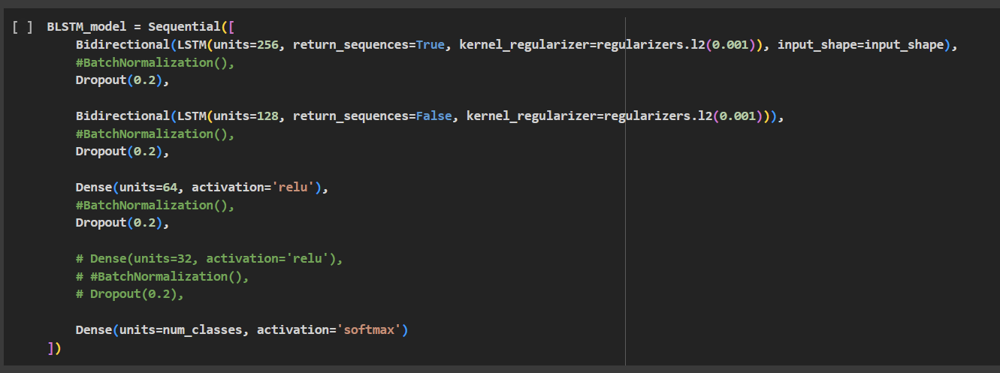 [ ] BLSTM_model = Sequential([
Bidirectional(LSTM(units=256, return_sequences=True, kernel_regularizer=regularizers.l2(0.001)), input_shape=input_shape),
#BatchNormalization(),
Dropout(0.2),
Bidirectional(LSTM(units=128, return_sequences=False, kernel_regularizer=regularizers.l2(0.001))),
#BatchNormalization(),
Dropout(0.2),
Dense(units=64, activation='relu'),
#BatchNormalization(),
Dropout(0.2),
# Dense(units=32, activation='relu'),
# #BatchNormalization(),
# Dropout(0.2),
Dense(units=num_classes, activation='softmax')
])